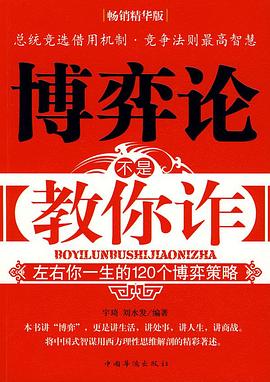 畅销精华版
总统竞选借用机制·竞争法则最高智慧
博弈论
不是
【教你诈】
BOYILUNBUSHIJIAONIZHA
左右你一生的120个博弈策略
宇琦 刘水发/编著
本书讲“博弈”，更是讲生活，讲处事，讲人生，讲商战。
将中国式智谋用西方理性思维解剖的精彩著述。
中国华侨出版社